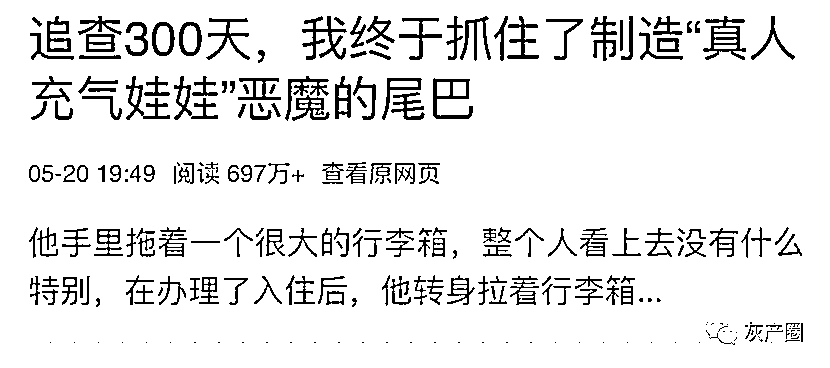 追查300天，我终于抓住了制造“真人
充气娃娃”恶魔的尾巴
05-20 19:49 阅读 697万+ 查看原网页
他手里拖着一个很大的行李箱，整个人看上去没有什么
特别，在办理了入住后，他转身拉着行李箱...
灰产圈